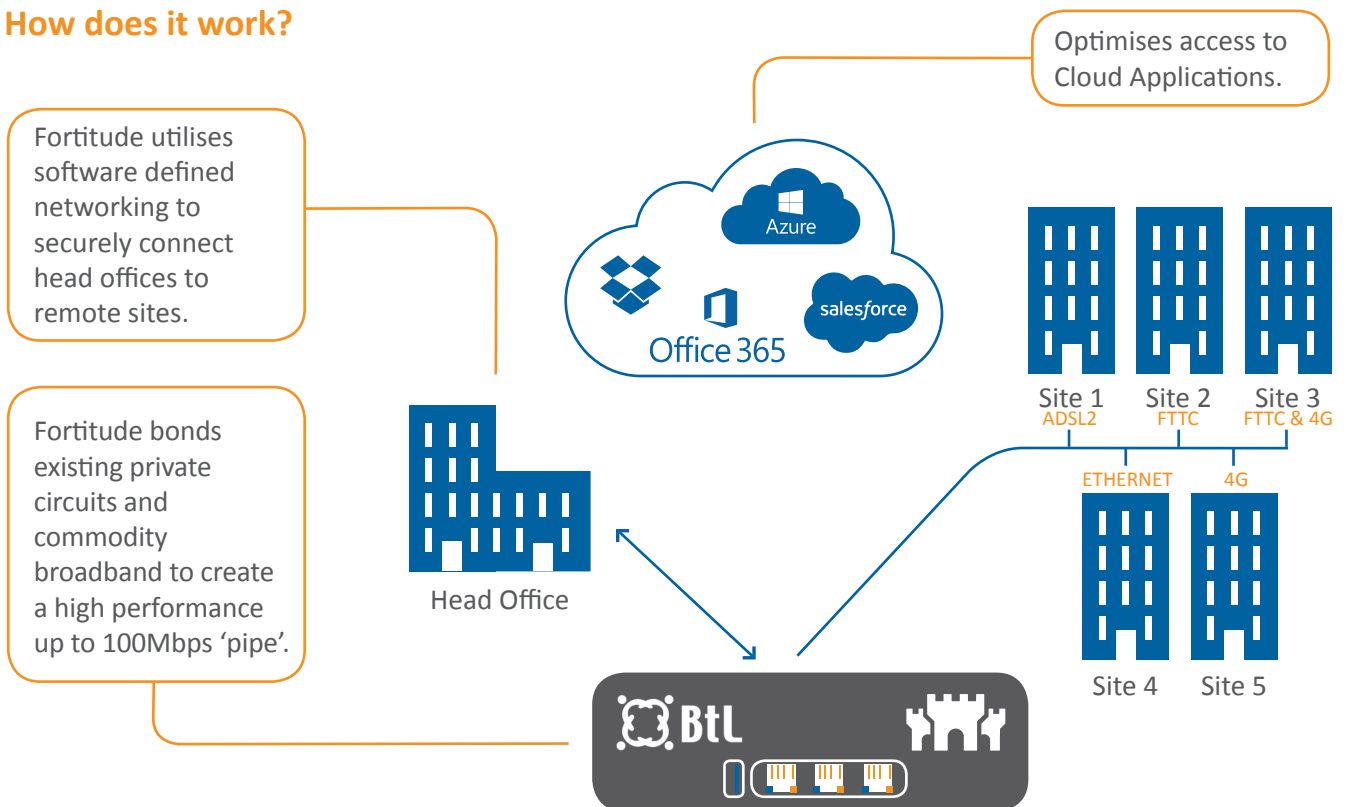 How does it work?
Optimises access to
Cloud Applications.
Fortitude utilises
software defined
networking to
securely connect
head offices to
remote sites.
Azure
salesforce
Office 365
Fortitude bonds
existing private
circuits and
commodity
broadband to create
a high performance
up to 100Mbps ‘pipe’.
Head Office
Site 1
ADSL2
Site 2
FTTC
Site 3
FTTC & 4G
ETHERNET
4G
Site 4
Site 5
BtL